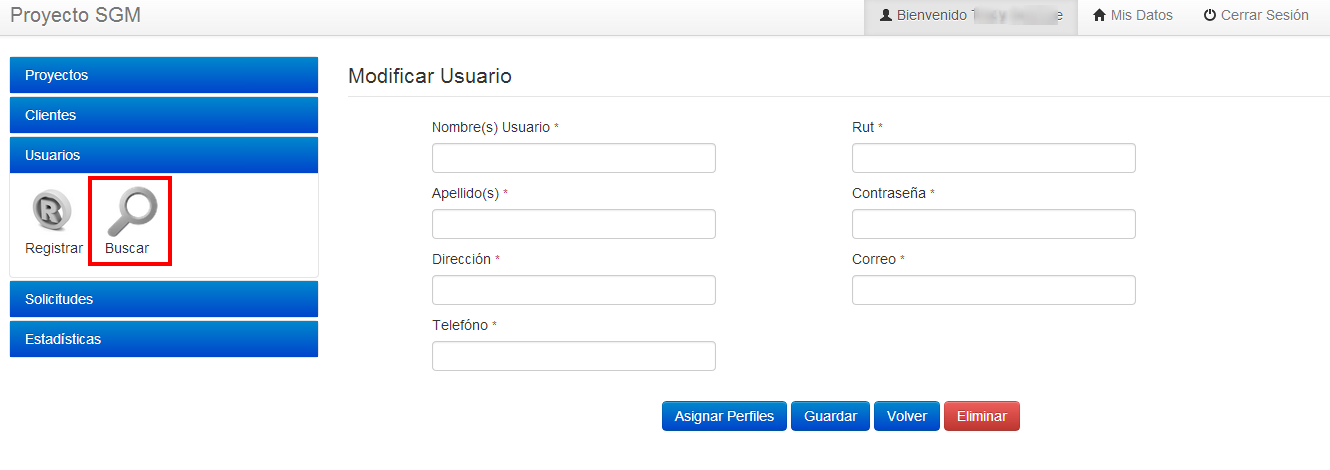 Proyecto SGM
Bienvenido
Mis Datos
Cerrar Sesión
Proyectos
Clientes
Usuarios
Registrar
Buscar
Solicitudes
Estadísticas
Modificar Usuario
Nombre(s) Usuario *
Rut *
Apellido(s) *
Contraseña *
Dirección *
Correo *
Telefóno *
Asignar Perfiles
Guardar
Volver
Eliminar